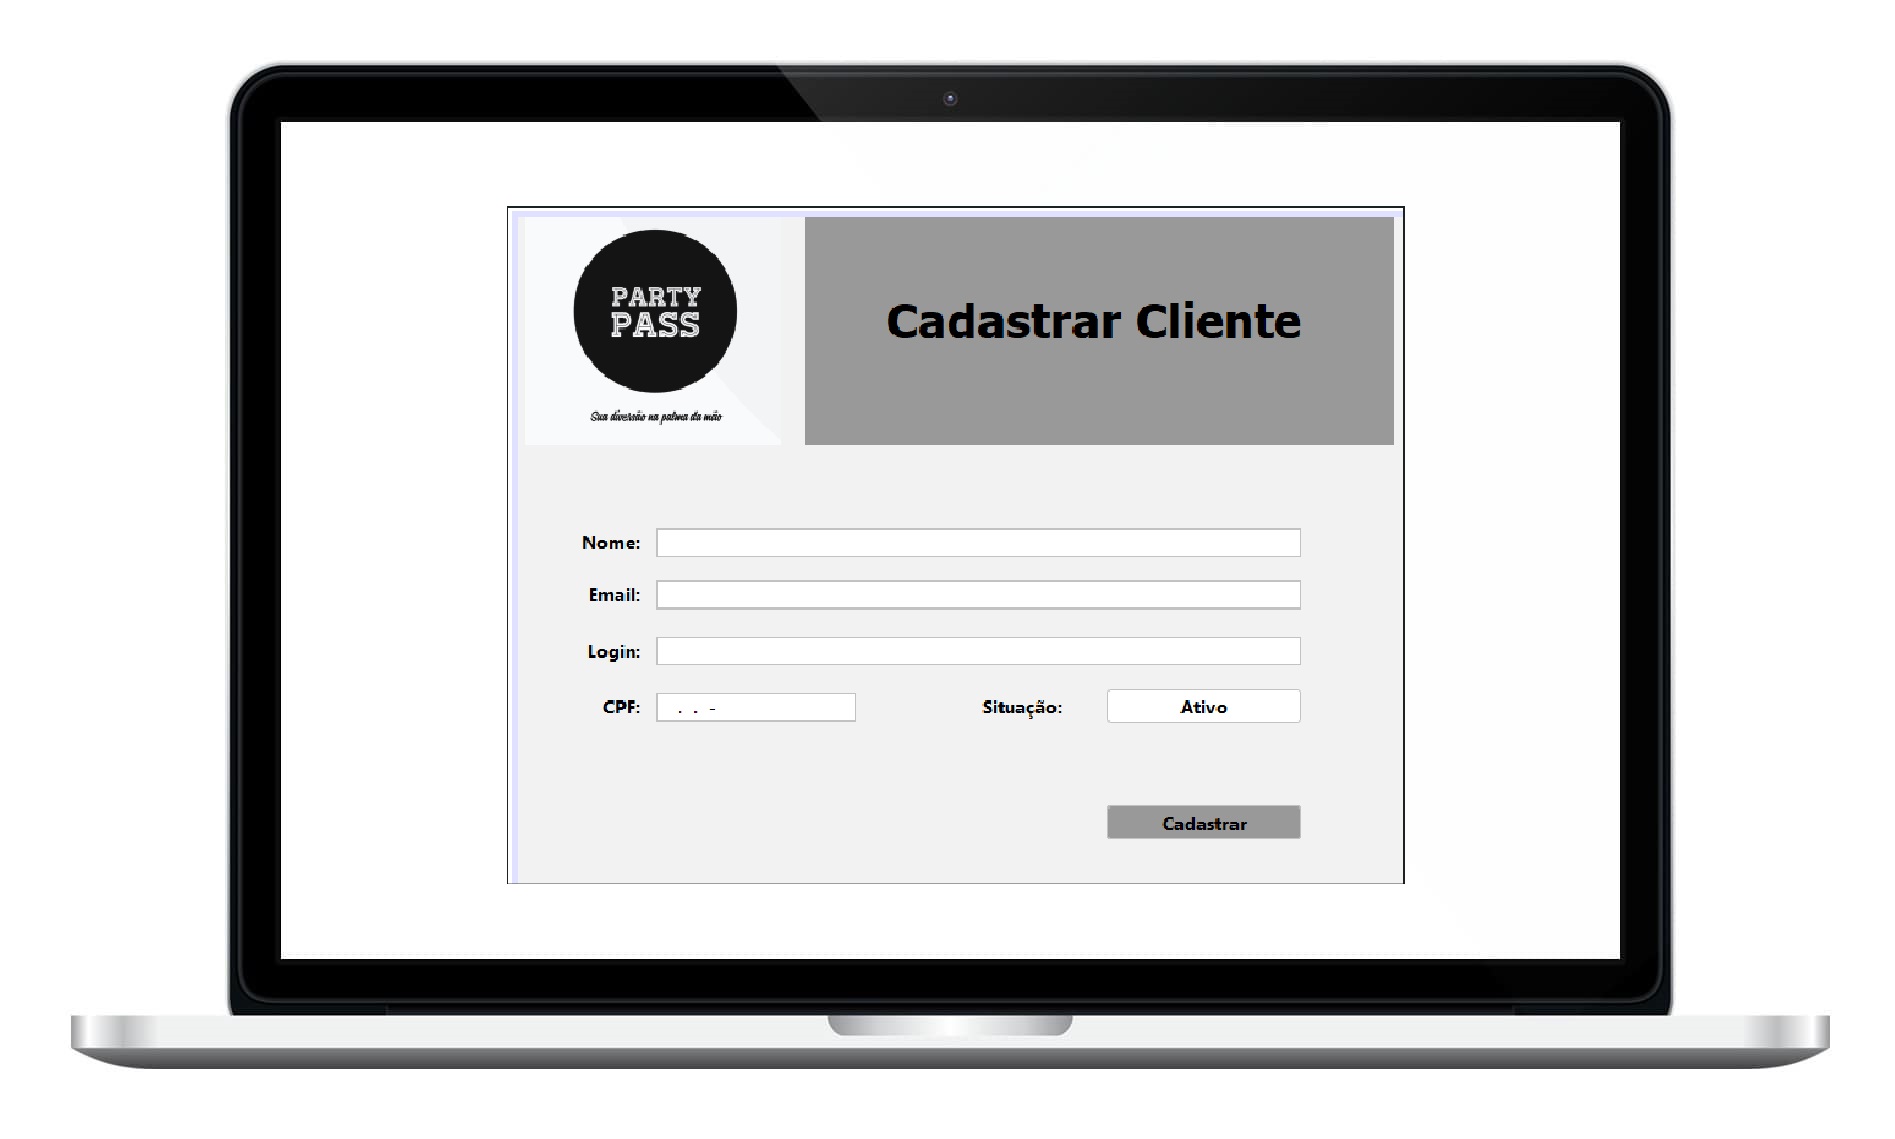 PARTY
PASS
Sua diversão na palma da mão
Cadastrar Cliente
Nome:
Email:
Login:
CPF: . . -
Situação: Ativo
Cadastrar